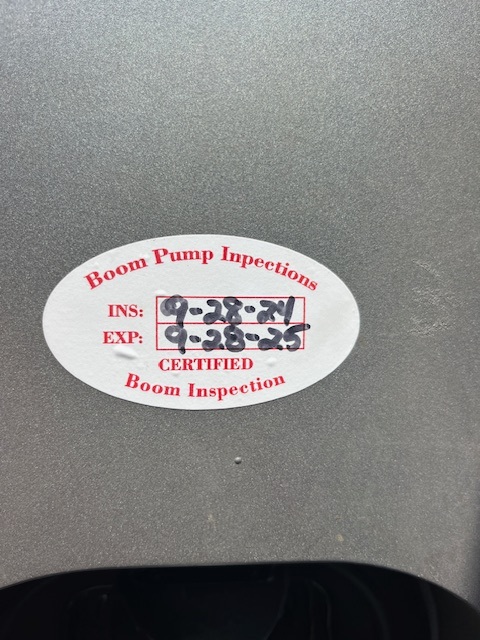 Boom Pump Inpections
INS: 9-28-24
EXP: 9-28-25
CERTIFIED
Boom Inspection